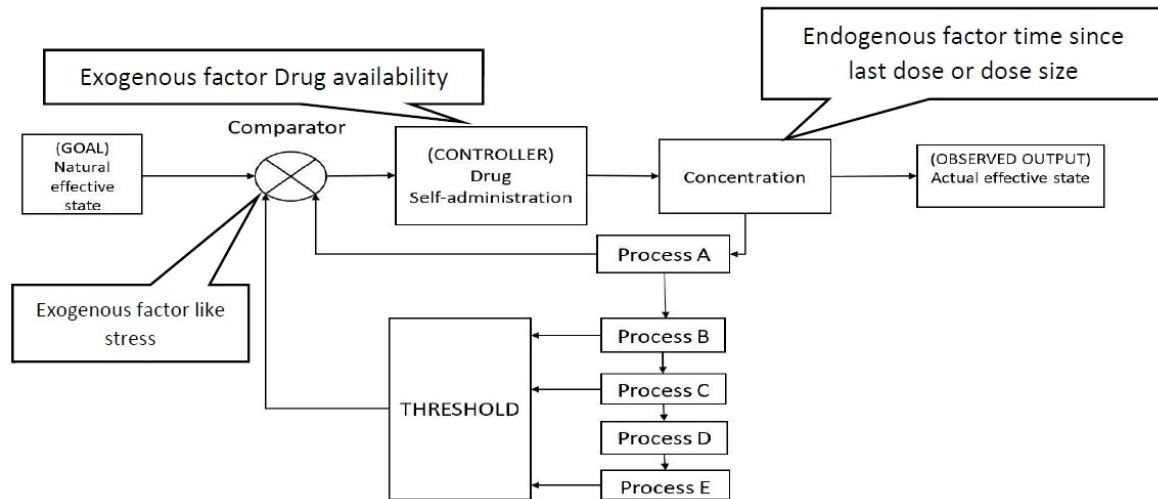 Exogenous factor Drug availability
Endogenous factor time since
last dose or dose size
Comparator
(GOAL)
Natural
effective
state
(CONTROLLER)
Drug
Self-administration
Concentration
(OBSERVED OUTPUT)
Actual effective state
Process A
Exogenous factor like
stress
THRESHOLD
Process B
Process C
Process D
Process E